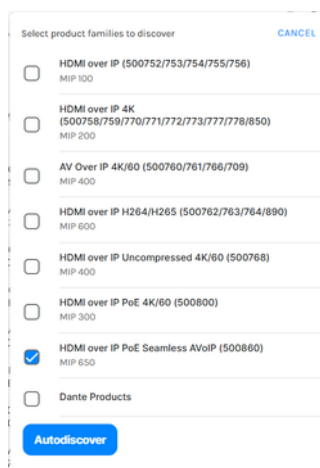 Select product families to discover CANCEL
HDMI over IP (500752/753/754/755/756)
MIP 100
HDMI over IP 4K
(500758/759/770/771/772/773/777/778/850)
MIP 200
AV Over IP 4K/60 (500760/761/766/709)
MIP 400
HDMI over IP H264/H265 (500762/763/764/890)
MIP 600
HDMI over IP Uncompressed 4K/60 (500768)
MIP 400
HDMI over IP PoE 4K/60 (500800)
MIP 300
HDMI over IP PoE Seamless AVoIP (500860)
MIP 650
Dante Products
Autodiscover